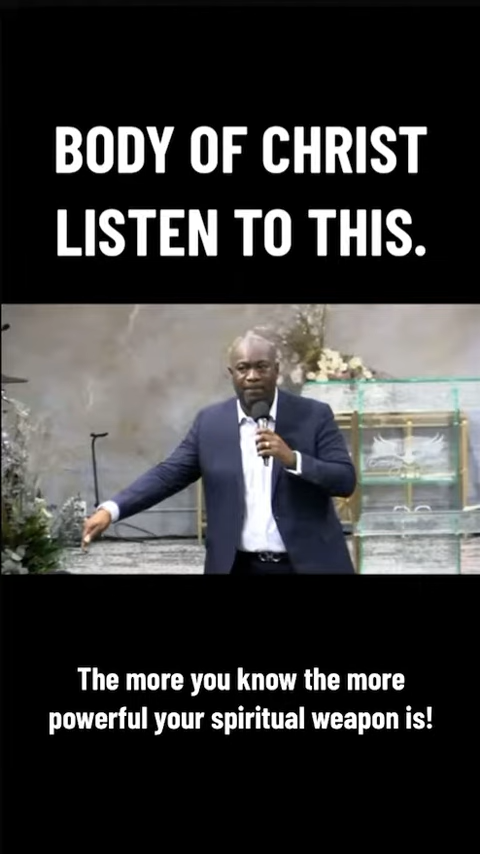 BODY OF CHRIST
LISTEN TO THIS.
The more you know the more
powerful your spiritual weapon is!